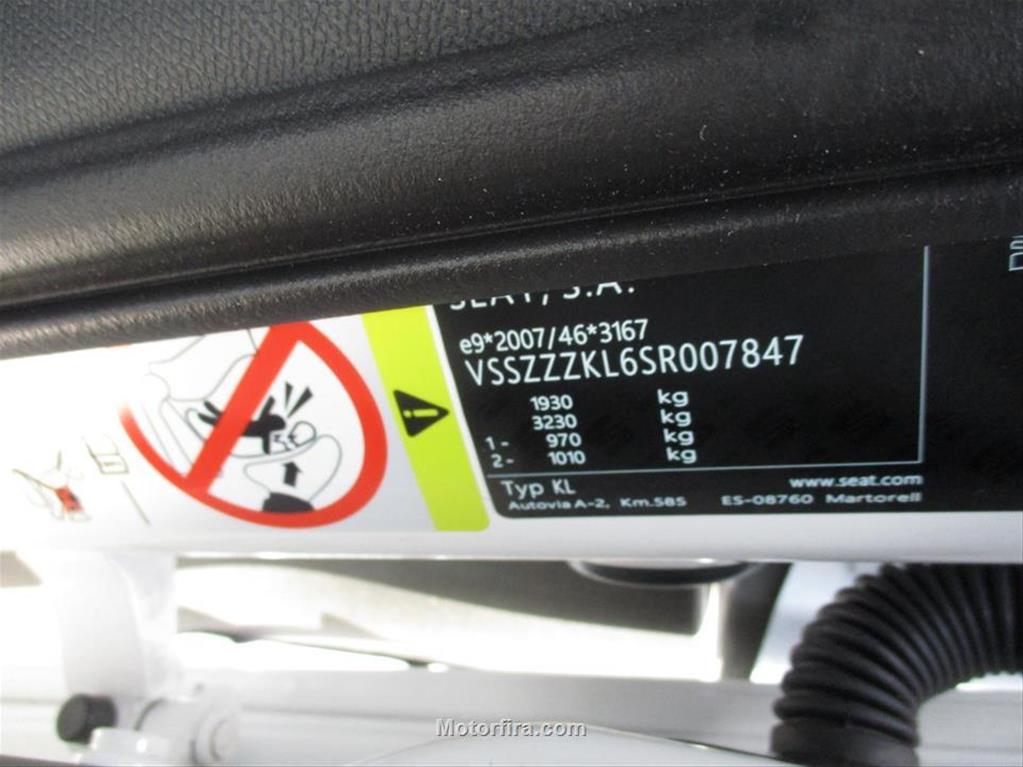 SEAT, S.A.
e9*2007/46*3167
VSSZZZKL6SR007847
1930 kg
3230 kg
1- 970 kg
2- 1010 kg
Typ KL www.seat.com
Autovia A-2, Km.585 ES-08760 Martorell
Motorfira.com